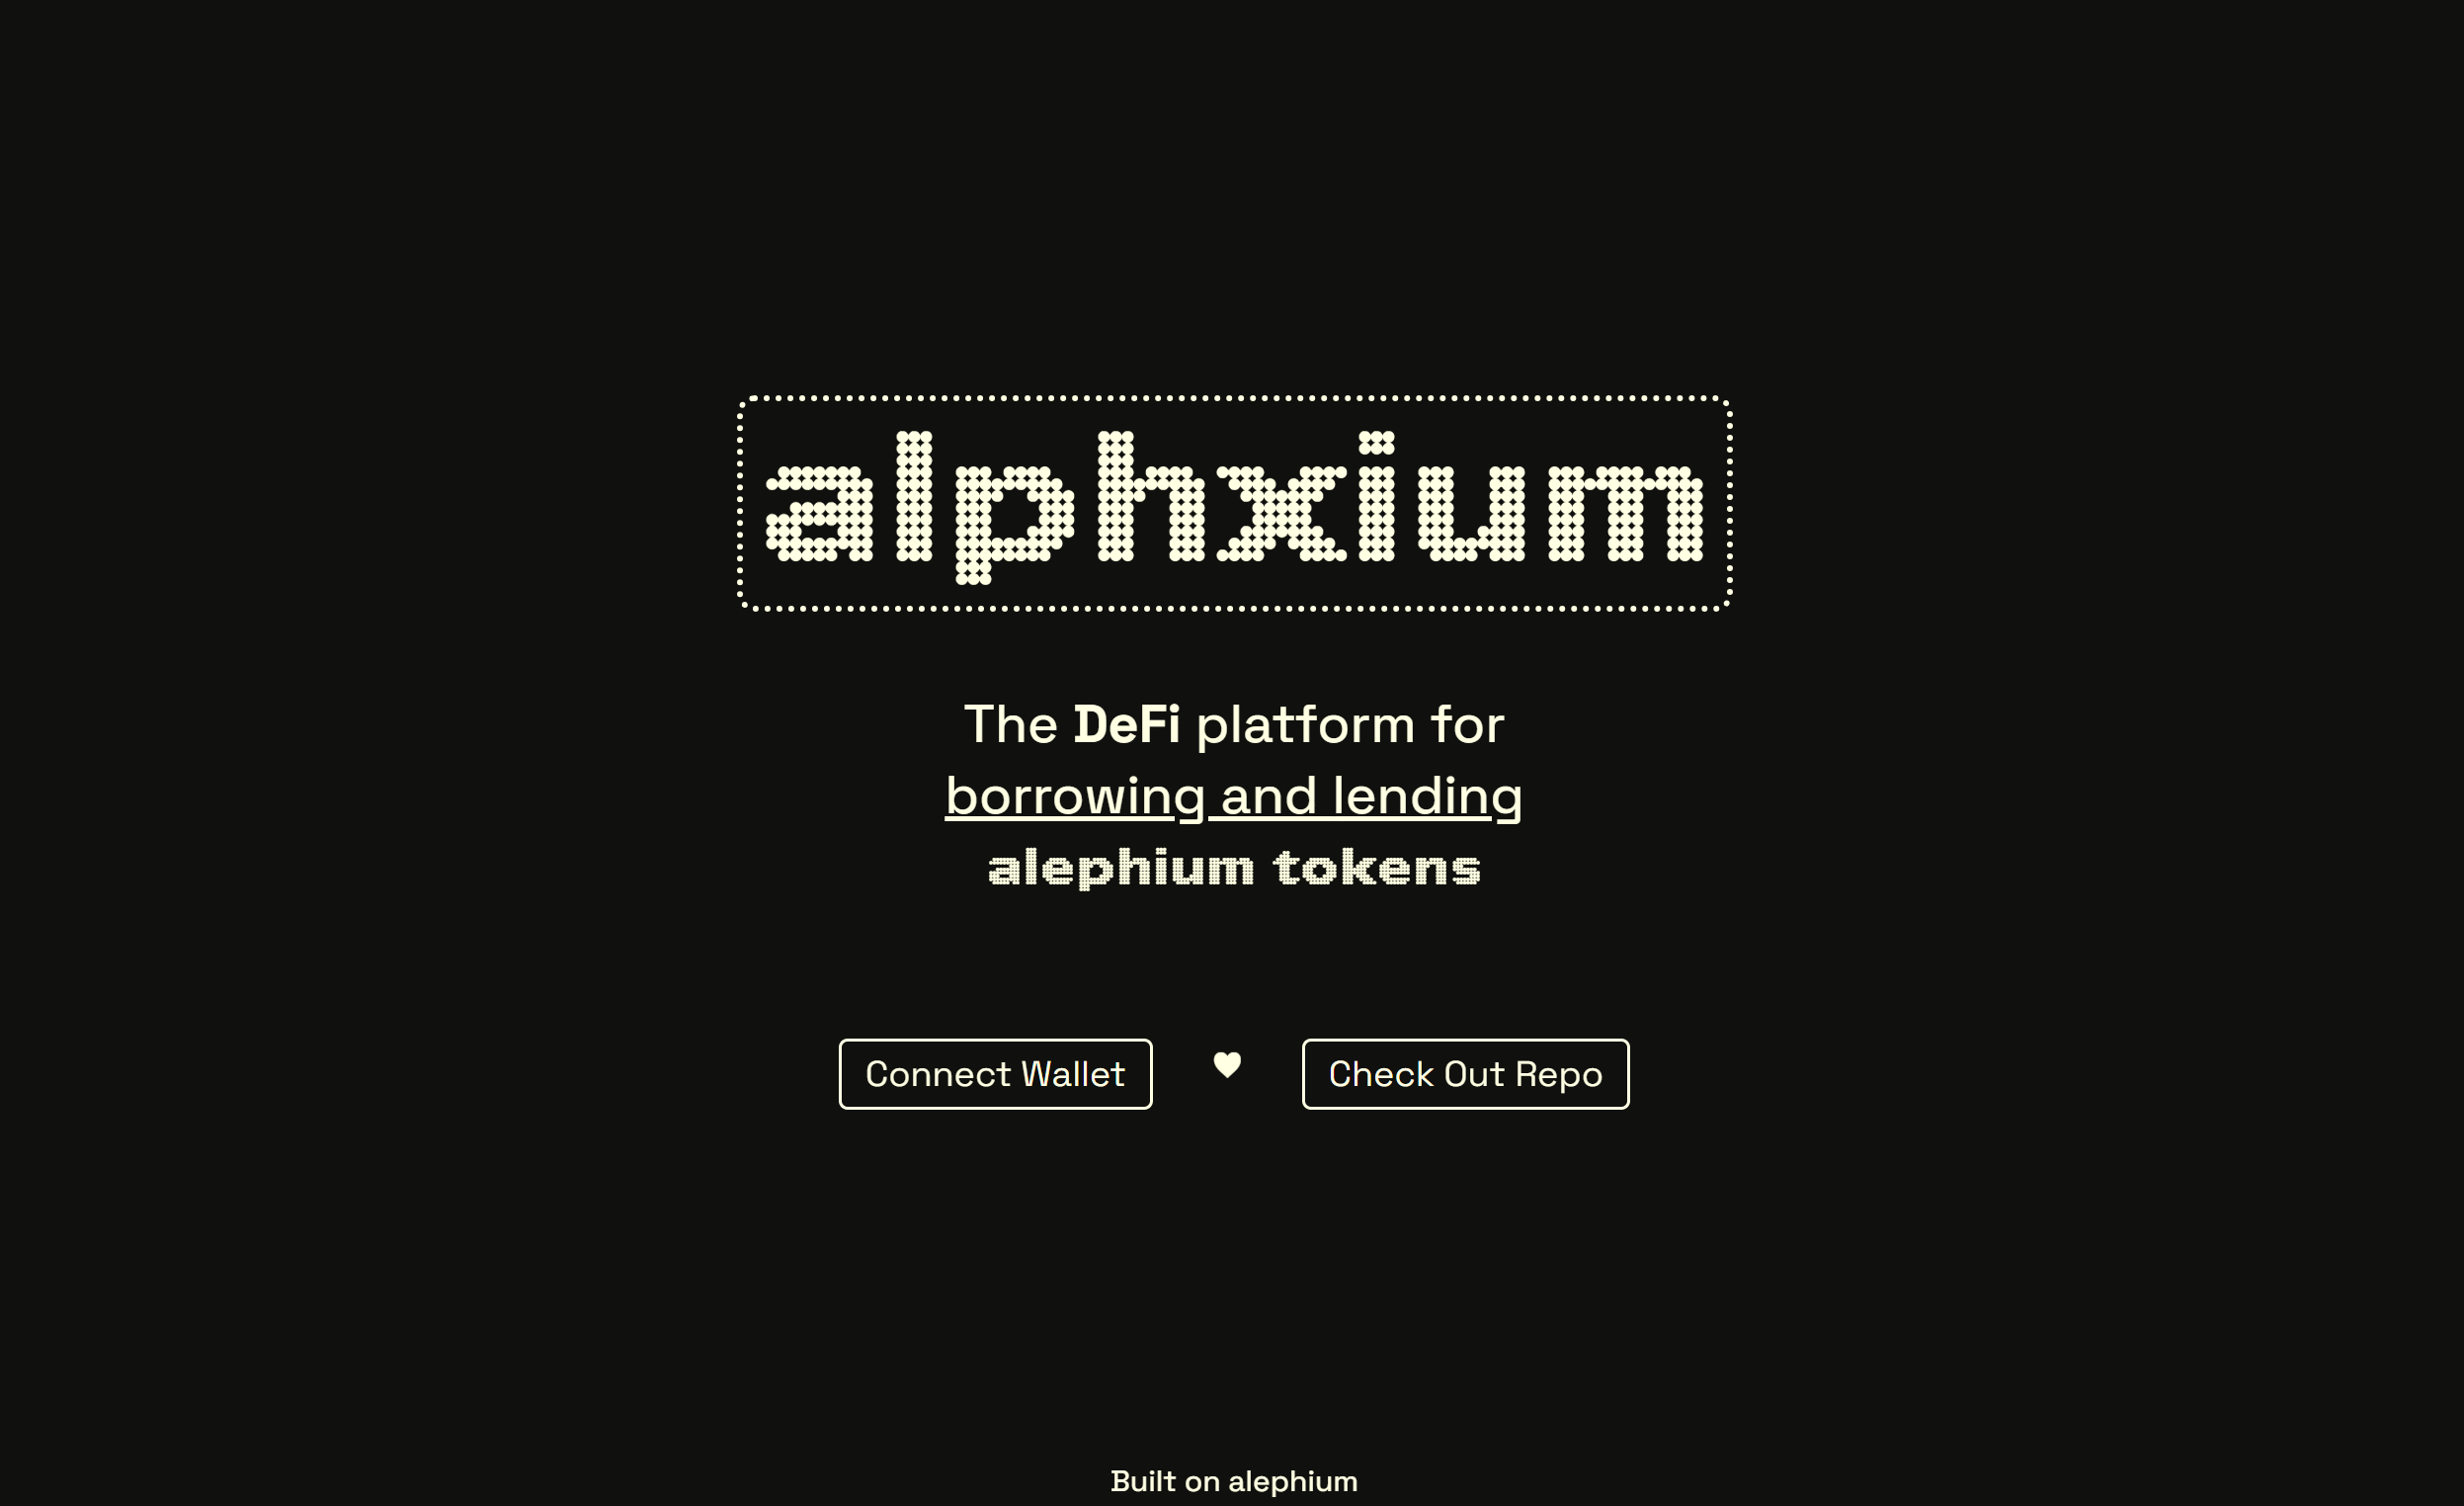 alphxium
The DeFi platform for
borrowing and lending
alephium tokens
Connect Wallet
Check Out Repo
Built on alephium